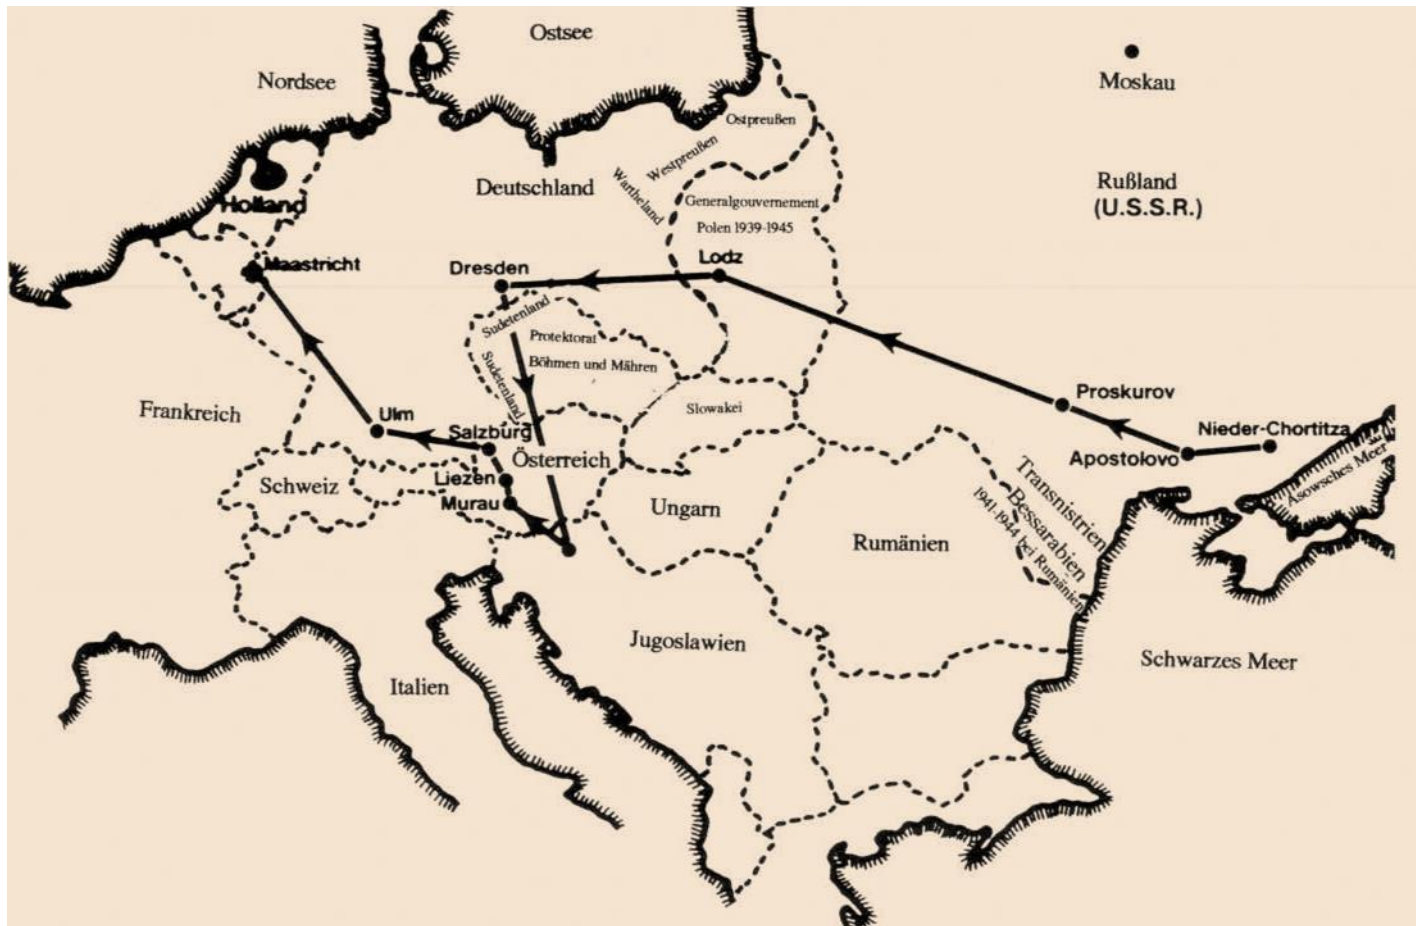 Ostsee
Nordsee
Moskau
Ostpreußen
Westpreußen
Deutschland
Wartheland
Rußland
(U.S.S.R.)
Holland
Generalgouvernement
Polen 1939-1945
Lodz
Maastricht
Dresden
Sudetenland
Protektorat
Böhmen und Mähren
Sudetenland
Proskurov
Frankreich
Ulm
Slowakei
Nieder-Chortitza
Salzburg
Apostolovo
Österreich
Asowsches Meer
Liezen
Schweiz
Murau
Ungarn
Transnistrien
Bessarabien
1941-1944 bei Rumänien
Rumänien
Jugoslawien
Schwarzes Meer
Italien